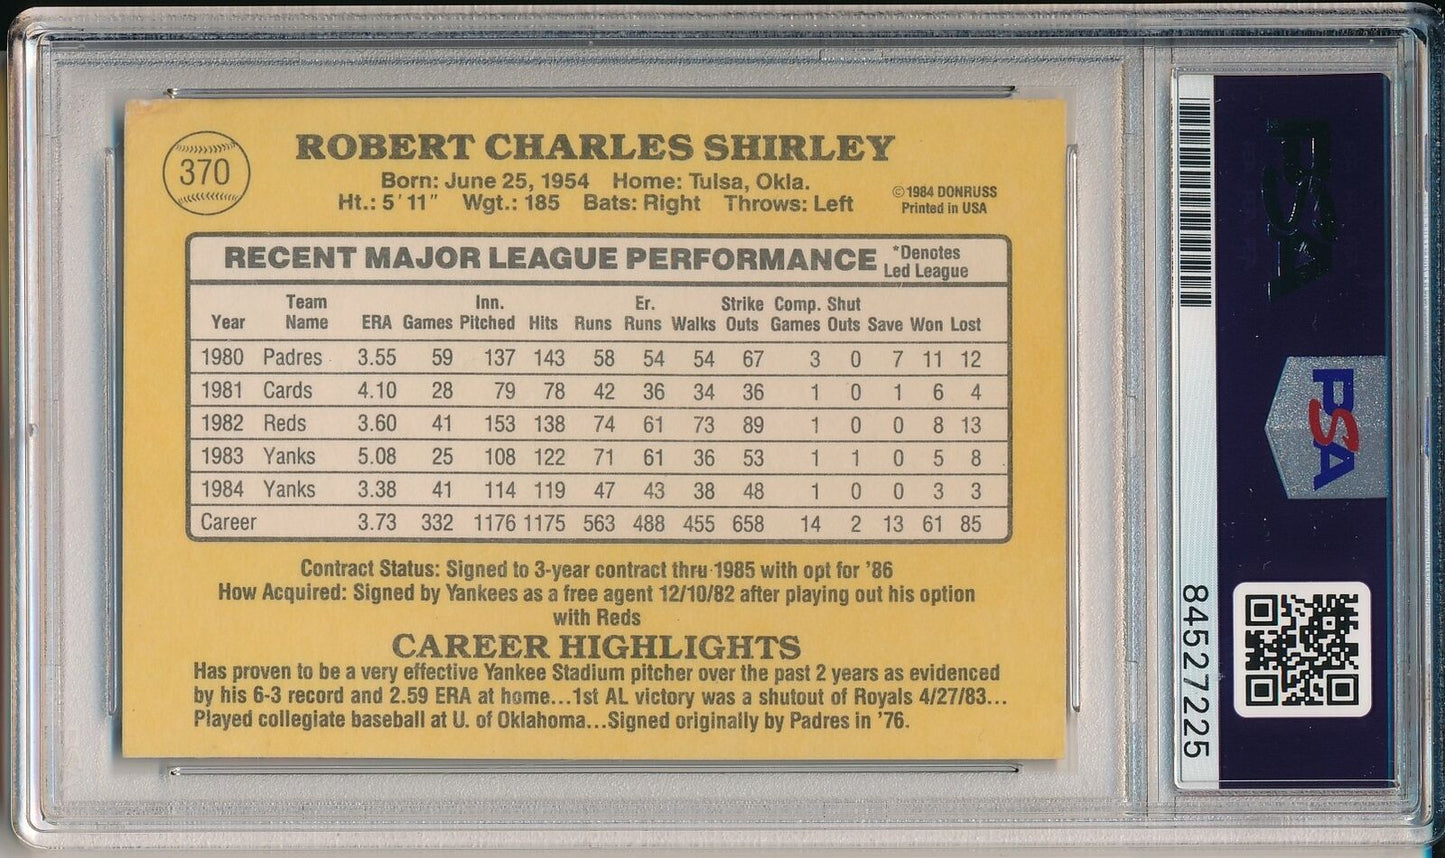 370
ROBERT CHARLES SHIRLEY
Born: June 25, 1954 Home: Tulsa, Okla.
Ht.: 5'11" Wgt.: 185 Bats: Right Throws: Left
© 1984 DONRUSS
Printed in USA
RECENT MAJOR LEAGUE PERFORMANCE *Denotes
Led League
Team Inn. Er. Strike Comp. Shut
Year Name ERA Games Pitched Hits Runs Runs Walks Outs Games Outs Save Won Lost
1980 Padres 3.55 59 137 143 58 54 54 67 3 0 7 11 12
1981 Cards 4.10 28 79 78 42 36 34 36 1 0 1 6 4
1982 Reds 3.60 41 153 138 74 61 73 89 1 0 0 8 13
1983 Yanks 5.08 25 108 122 71 61 36 53 1 1 0 5 8
1984 Yanks 3.38 41 114 119 47 43 38 48 1 0 0 3 3
Career 3.73 332 1176 1175 563 488 455 658 14 2 13 61 85
Contract Status: Signed to 3-year contract thru 1985 with opt for '86
How Acquired: Signed by Yankees as a free agent 12/10/82 after playing out his option
with Reds
CAREER HIGHLIGHTS
Has proven to be a very effective Yankee Stadium pitcher over the past 2 years as evidenced
by his 6-3 record and 2.59 ERA at home...1st AL victory was a shutout of Royals 4/27/83...
Played collegiate baseball at U. of Oklahoma...Signed originally by Padres in '76.
PSA
PSA
84527225